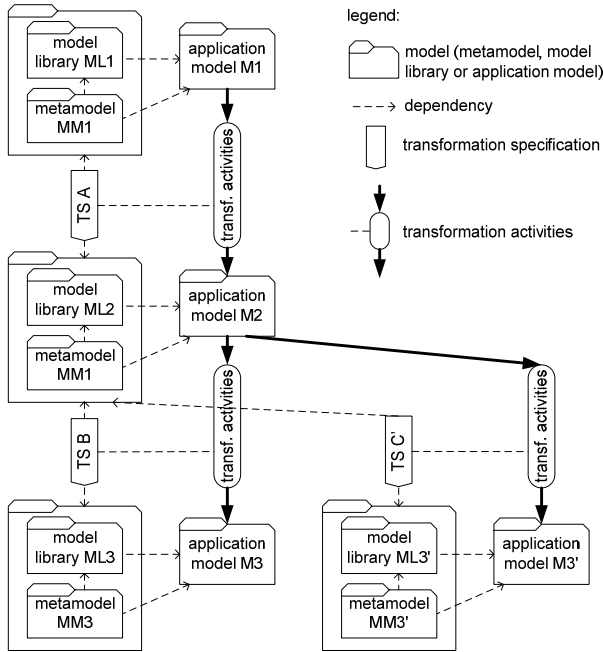 model
library ML1
application
model M1
metamodel
MM1
legend:
model (metamodel, model
library or application model)
dependency
transformation specification
transformation activities
TS A
transf. activities
model
library ML2
application
model M2
metamodel
MM1
TS B
transf. activities
TS C'
transf. activities
model
library ML3
application
model M3
metamodel
MM3
model
library ML3'
application
model M3'
metamodel
MM3'